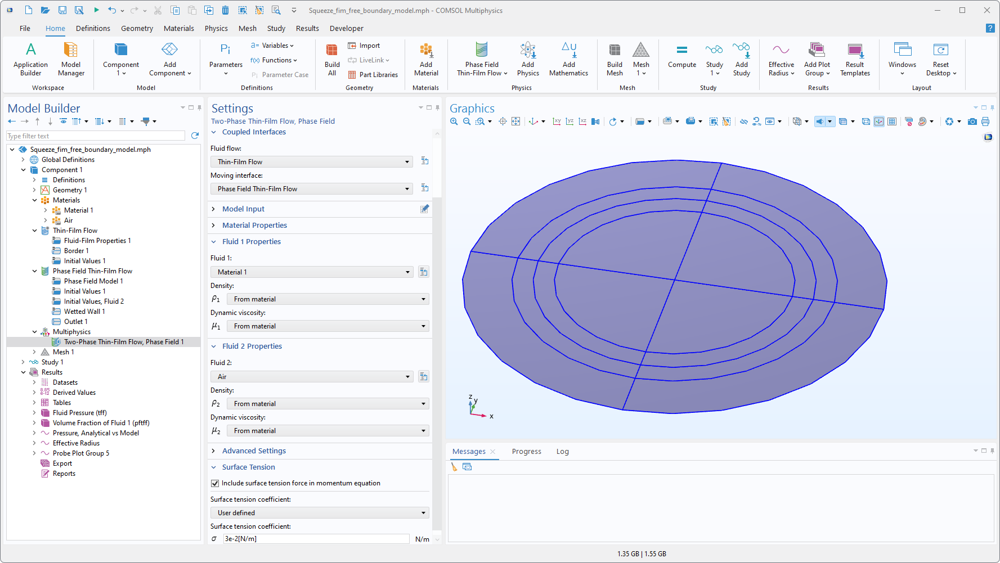 Squeeze_fim_free_boundary_model.mph - COMSOL Multiphysics
File Home Definitions Geometry Materials Physics Mesh Study Results Developer
?
Application Builder
Model Manager
Workspace
Component 1
Add Component
Model
Pi
Parameters
a= Variables
f(x) Functions
Pi Parameter Case
Definitions
Build All
Import
LiveLink
Part Libraries
Geometry
Add Material
Materials
Phase Field Thin-Film Flow
Add Physics
ΔU
Add Mathematics
Physics
Build Mesh
Mesh 1
Mesh
Compute
Study 1
Add Study
Study
Effective Radius
Add Plot Group
Result Templates
Results
Windows
Reset Desktop
Layout
Model Builder
Type filter text
Squeeze_fim_free_boundary_model.mph
Global Definitions
Component 1
Definitions
Geometry 1
Materials
Material 1
Air
Thin-Film Flow
Fluid-Film Properties 1
Border 1
Initial Values 1
Phase Field Thin-Film Flow
Phase Field Model 1
Initial Values 1
Initial Values, Fluid 2
Wetted Wall 1
Outlet 1
Multiphysics
Two-Phase Thin-Film Flow, Phase Field 1
Mesh 1
Study 1
Results
Datasets
8.85 e-12 Derived Values
Tables
Fluid Pressure (tff)
Volume Fraction of Fluid 1 (pftff)
Pressure, Analytical vs Model
Effective Radius
Probe Plot Group 5
Export
Reports
Settings
Two-Phase Thin-Film Flow, Phase Field
Coupled Interfaces
Fluid flow:
Thin-Film Flow
Moving interface:
Phase Field Thin-Film Flow
Model Input
Material Properties
Fluid 1 Properties
Fluid 1:
Material 1
Density:
ρ1 From material
Dynamic viscosity:
μ1 From material
Fluid 2 Properties
Fluid 2:
Air
Density:
ρ2 From material
Dynamic viscosity:
μ2 From material
Advanced Settings
Surface Tension
Include surface tension force in momentum equation
Surface tension coefficient:
User defined
Surface tension coefficient:
σ 3e-2[N/m] N/m
Graphics
xy yz xz
z
y
x
Messages Progress Log
1.35 GB | 1.55 GB